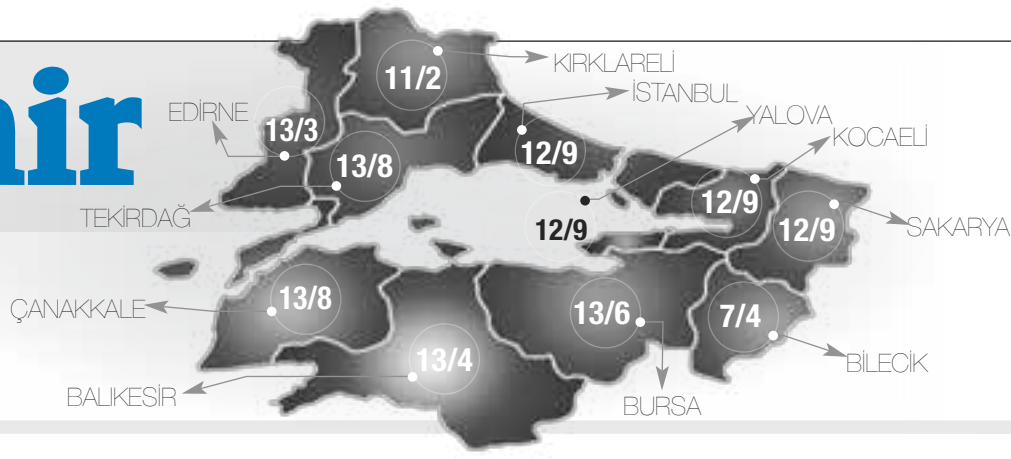 KIRKLARELİ
11/2
İSTANBUL
EDİRNE
YALOVA
13/3
KOCAELİ
13/8
12/9
TEKİRDAĞ
12/9
12/9
12/9
SAKARYA
ÇANAKKALE
13/8
13/6
7/4
13/4
BİLECİK
BALIKESİR
BURSA